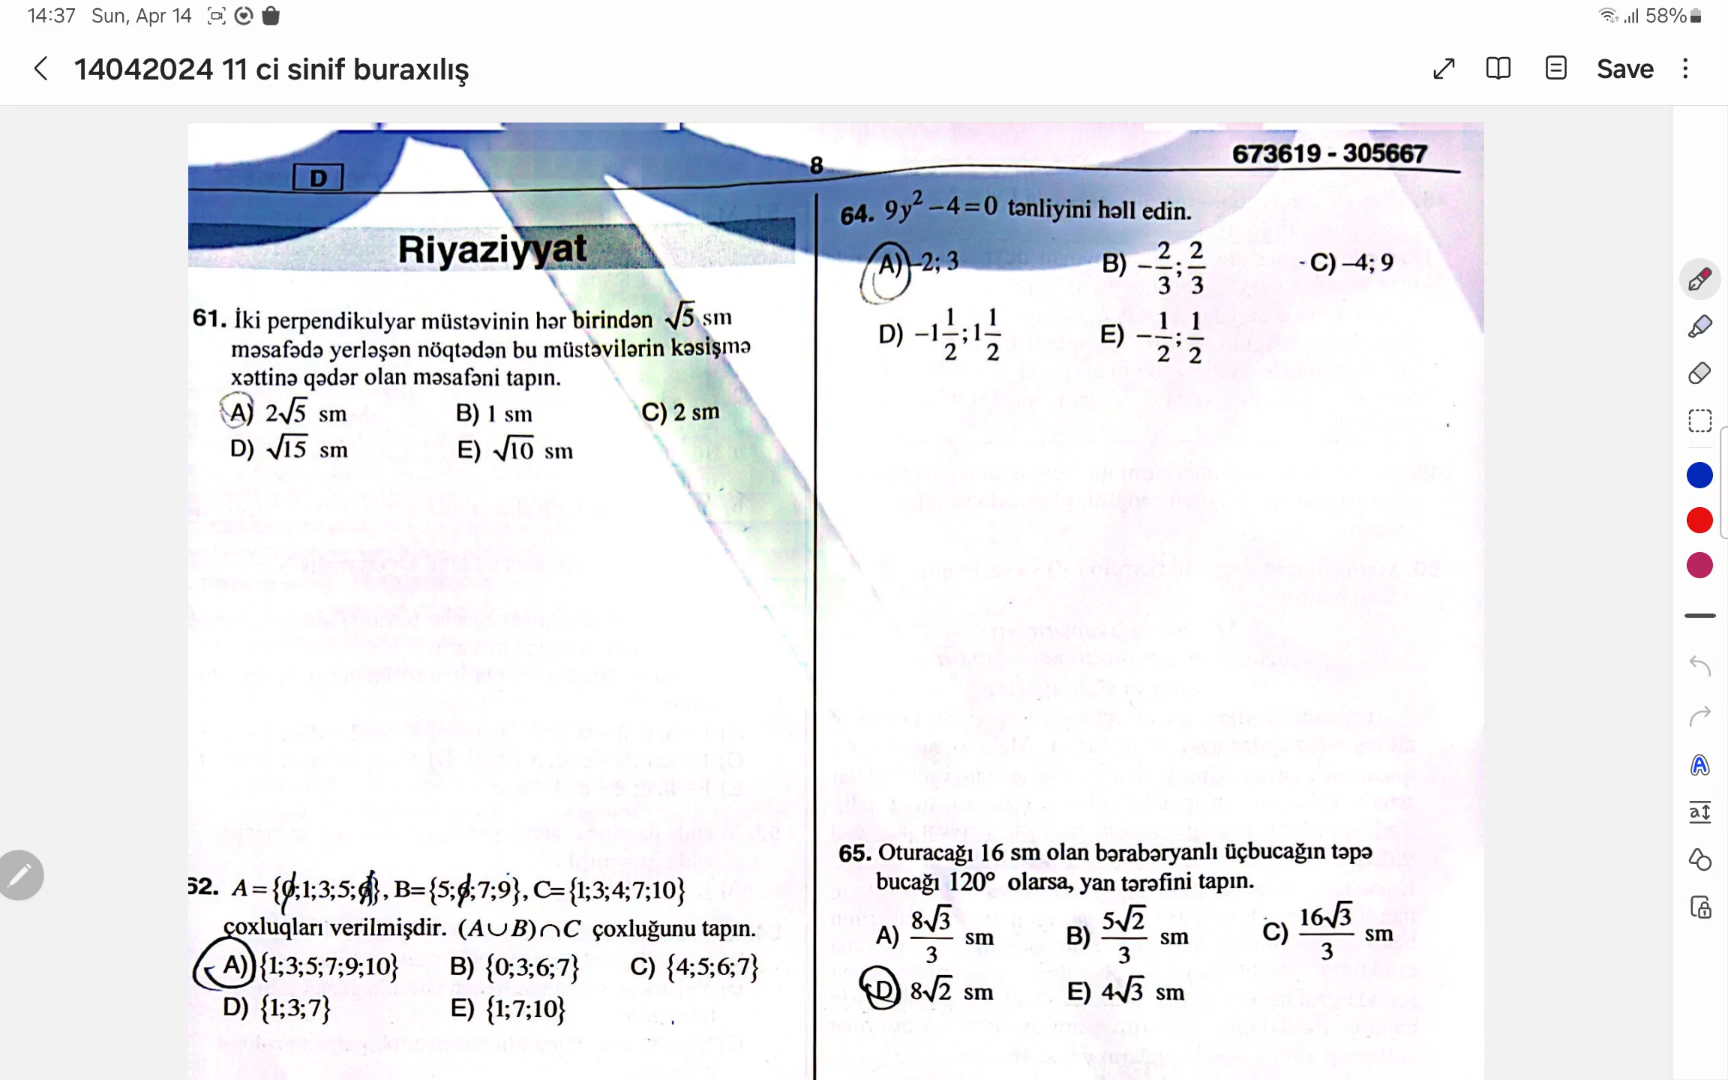 14:37 Sun, Apr 14
58%
14042024 11 ci sinif buraxılış
Save
D
8
673619 - 305667
Riyaziyyat
61. İki perpendikulyar müstəvinin hər birindən √5 sm
məsafədə yerləşən nöqtədən bu müstəvilərin kəsişmə
xəttinə qədər olan məsafəni tapın.
A) 2√5 sm B) 1 sm C) 2 sm
D) √15 sm E) √10 sm
62. A={0;1;3;5;6}, B={5;6;7;9}, C={1;3;4;7;10}
çoxluqları verilmişdir. (A∪B)∩C çoxluğunu tapın.
A) {1;3;5;7;9;10} B) {0;3;6;7} C) {4;5;6;7}
D) {1;3;7} E) {1;7;10}
64. 9y²−4=0 tənliyini həll edin.
A) −2; 3 B) −2/3; 2/3 - C) −4; 9
D) −1 1/2; 1 1/2 E) −1/2; 1/2
65. Oturacağı 16 sm olan bərabəryanlı üçbucağın təpə
bucağı 120° olarsa, yan tərəfini tapın.
A) 8√3/3 sm B) 5√2/3 sm C) 16√3/3 sm
D) 8√2 sm E) 4√3 sm